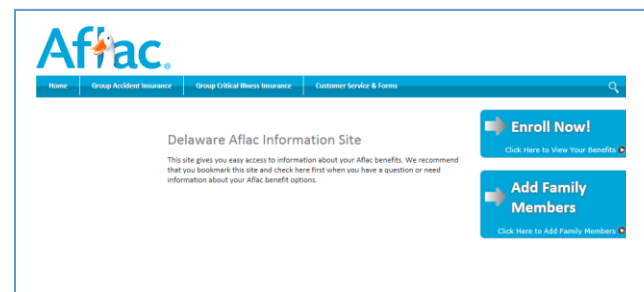 Aflac®
Home Group Accident Insurance Group Critical Illness Insurance Customer Service & Forms
Delaware Aflac Information Site
This site gives you easy access to information about your Aflac benefits. We recommend
that you bookmark this site and check here first when you have a question or need
information about your Aflac benefit options.
Enroll Now!
Click Here to View Your Benefits
Add Family
Members
Click Here to Add Family Members